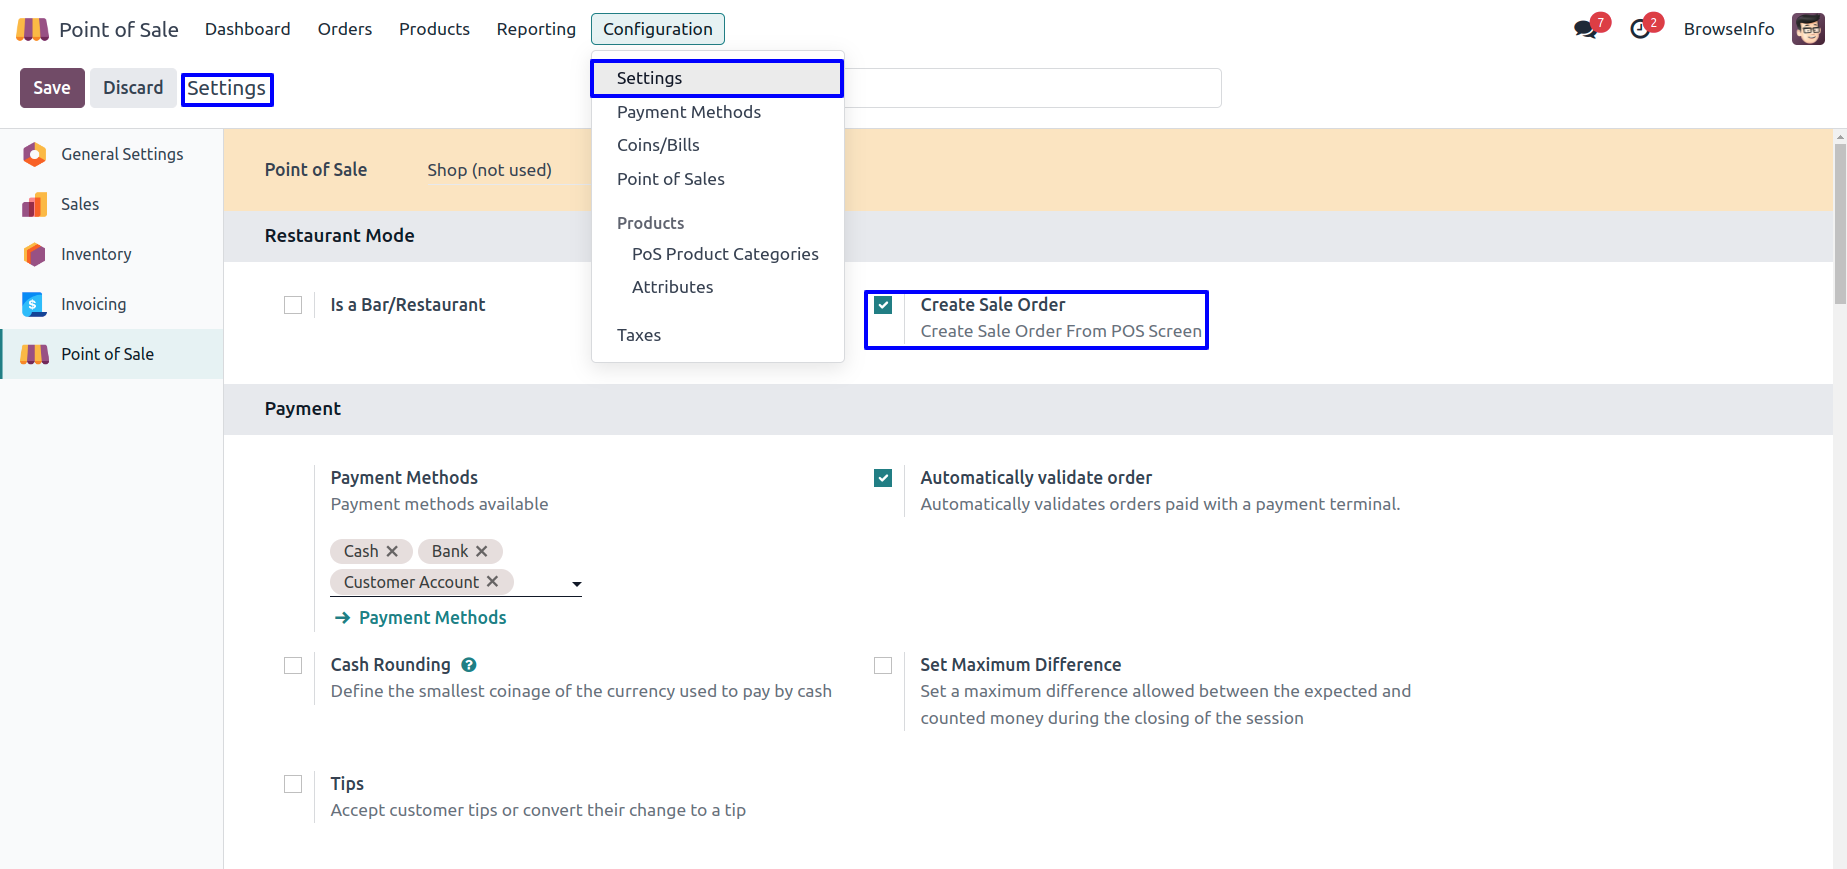 Point of Sale Dashboard Orders Products Reporting Configuration 7 2 BrowseInfo
Save Discard Settings
Settings
Payment Methods
Coins/Bills
Point of Sales
Products
PoS Product Categories
Attributes
Taxes
General Settings
Sales
Inventory
Invoicing
Point of Sale
Point of Sale Shop (not used)
Restaurant Mode
Is a Bar/Restaurant
Create Sale Order
Create Sale Order From POS Screen
Payment
Payment Methods
Payment methods available
Cash Bank
Customer Account
Payment Methods
Automatically validate order
Automatically validates orders paid with a payment terminal.
Cash Rounding ?
Define the smallest coinage of the currency used to pay by cash
Set Maximum Difference
Set a maximum difference allowed between the expected and
counted money during the closing of the session
Tips
Accept customer tips or convert their change to a tip